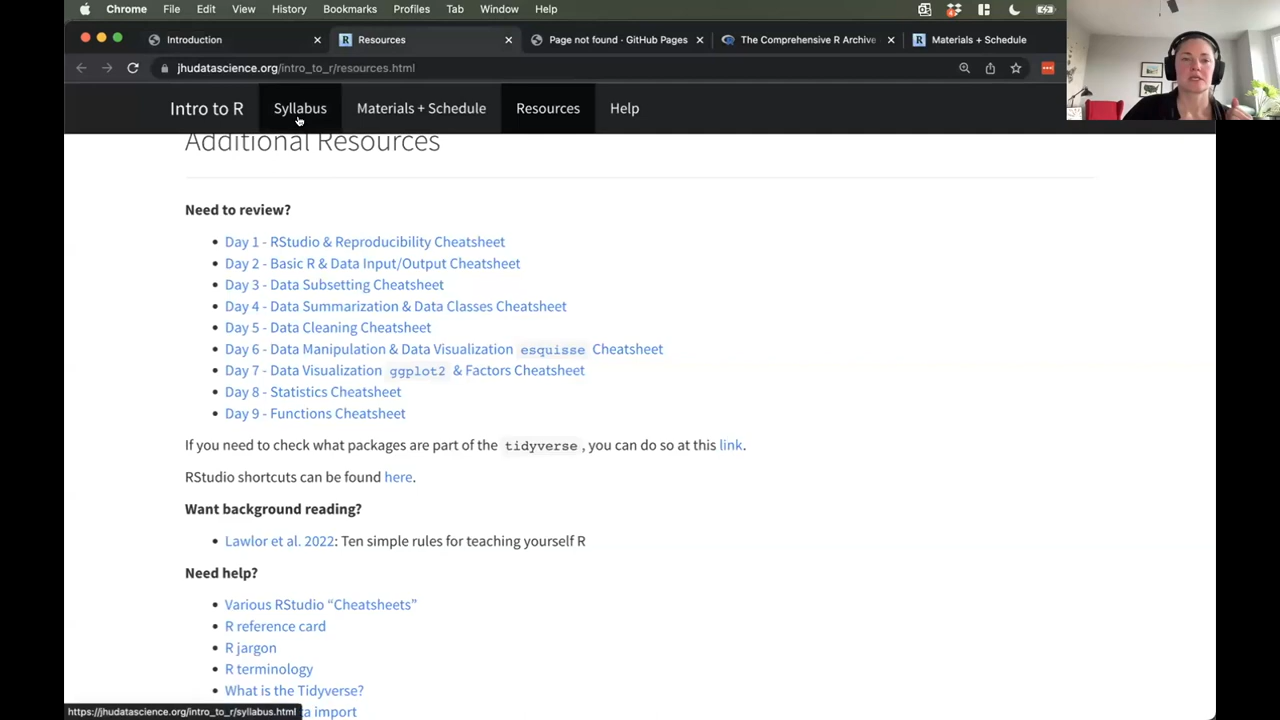 Chrome File Edit View History Bookmarks Profiles Tab Window Help
Introduction Resources Page not found · GitHub Pages The Comprehensive R Archive Materials + Schedule
jhudatascience.org/intro_to_r/resources.html
Intro to R Syllabus Materials + Schedule Resources Help
Additional Resources
Need to review?
Day 1 - RStudio & Reproducibility Cheatsheet
Day 2 - Basic R & Data Input/Output Cheatsheet
Day 3 - Data Subsetting Cheatsheet
Day 4 - Data Summarization & Data Classes Cheatsheet
Day 5 - Data Cleaning Cheatsheet
Day 6 - Data Manipulation & Data Visualization esquisse Cheatsheet
Day 7 - Data Visualization ggplot2 & Factors Cheatsheet
Day 8 - Statistics Cheatsheet
Day 9 - Functions Cheatsheet
If you need to check what packages are part of the tidyverse, you can do so at this link.
RStudio shortcuts can be found here.
Want background reading?
Lawlor et al. 2022: Ten simple rules for teaching yourself R
Need help?
Various RStudio “Cheatsheets”
R reference card
R jargon
R terminology
What is the Tidyverse?
https://jhudatascience.org/intro_to_r/syllabus.html
import